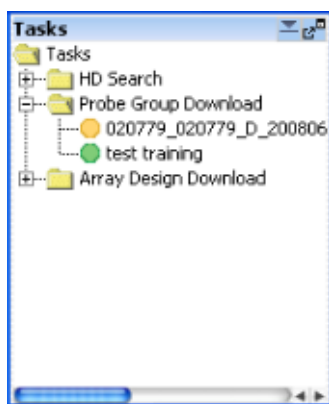 Tasks
Tasks
HD Search
Probe Group Download
020779_020779_D_200806
test training
Array Design Download